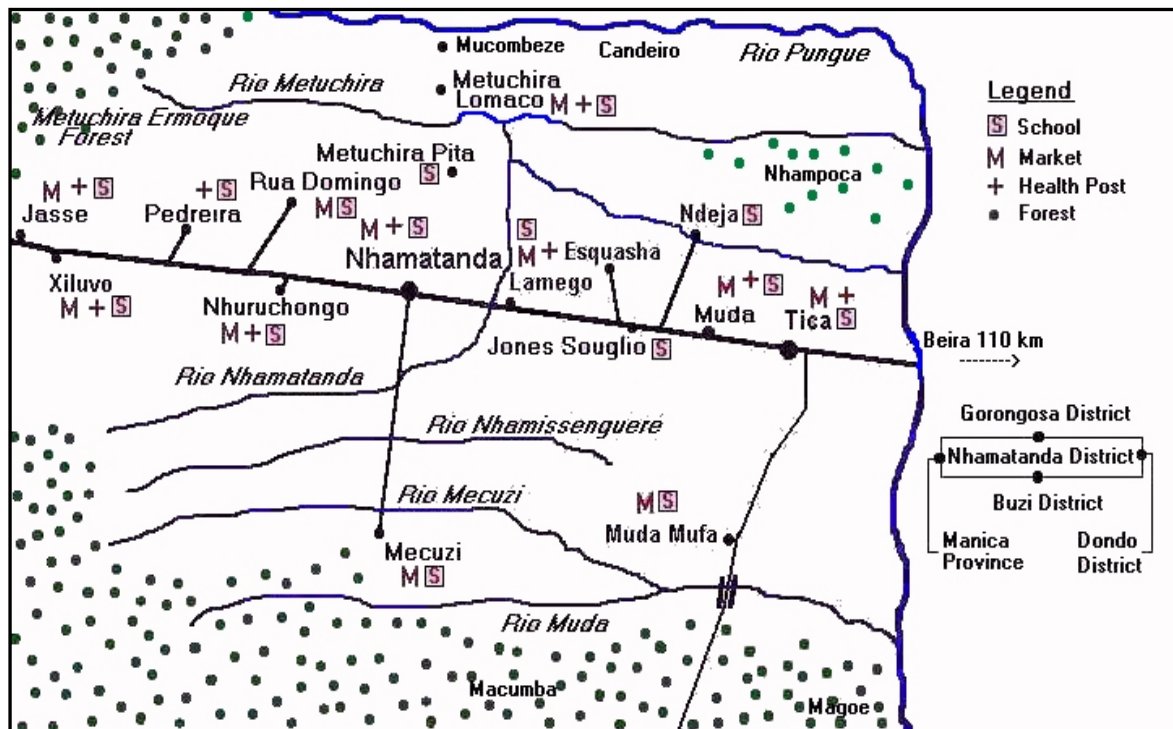 Mucombeze
Candeiro
Rio Pungue
Rio Metuchira
Metuchira
Lomaco M + S
Legend
S School
M Market
+ Health Post
Forest
Metuchira Ermoque
Forest
Metuchira Pita
S
Nhampoca
M + S
Jasse
+ S
Pedreira
Rua Domingo
M S
M + S
Nhamatanda
S
M +
Lamego
Esquasha
Ndeja S
Xiluvo
M + S
Nhuruchongo
M + S
Jones Souglio S
M + S
Muda
M +
Tica S
Beira 110 km
Rio Nhamatanda
Rio Nhamissengueré
Rio Mecuzi
Gorongosa District
Nhamatanda District
Buzi District
Manica
Province
Dondo
District
M S
Muda Mufa
Mecuzi
M S
Rio Muda
Macumba
Magoe